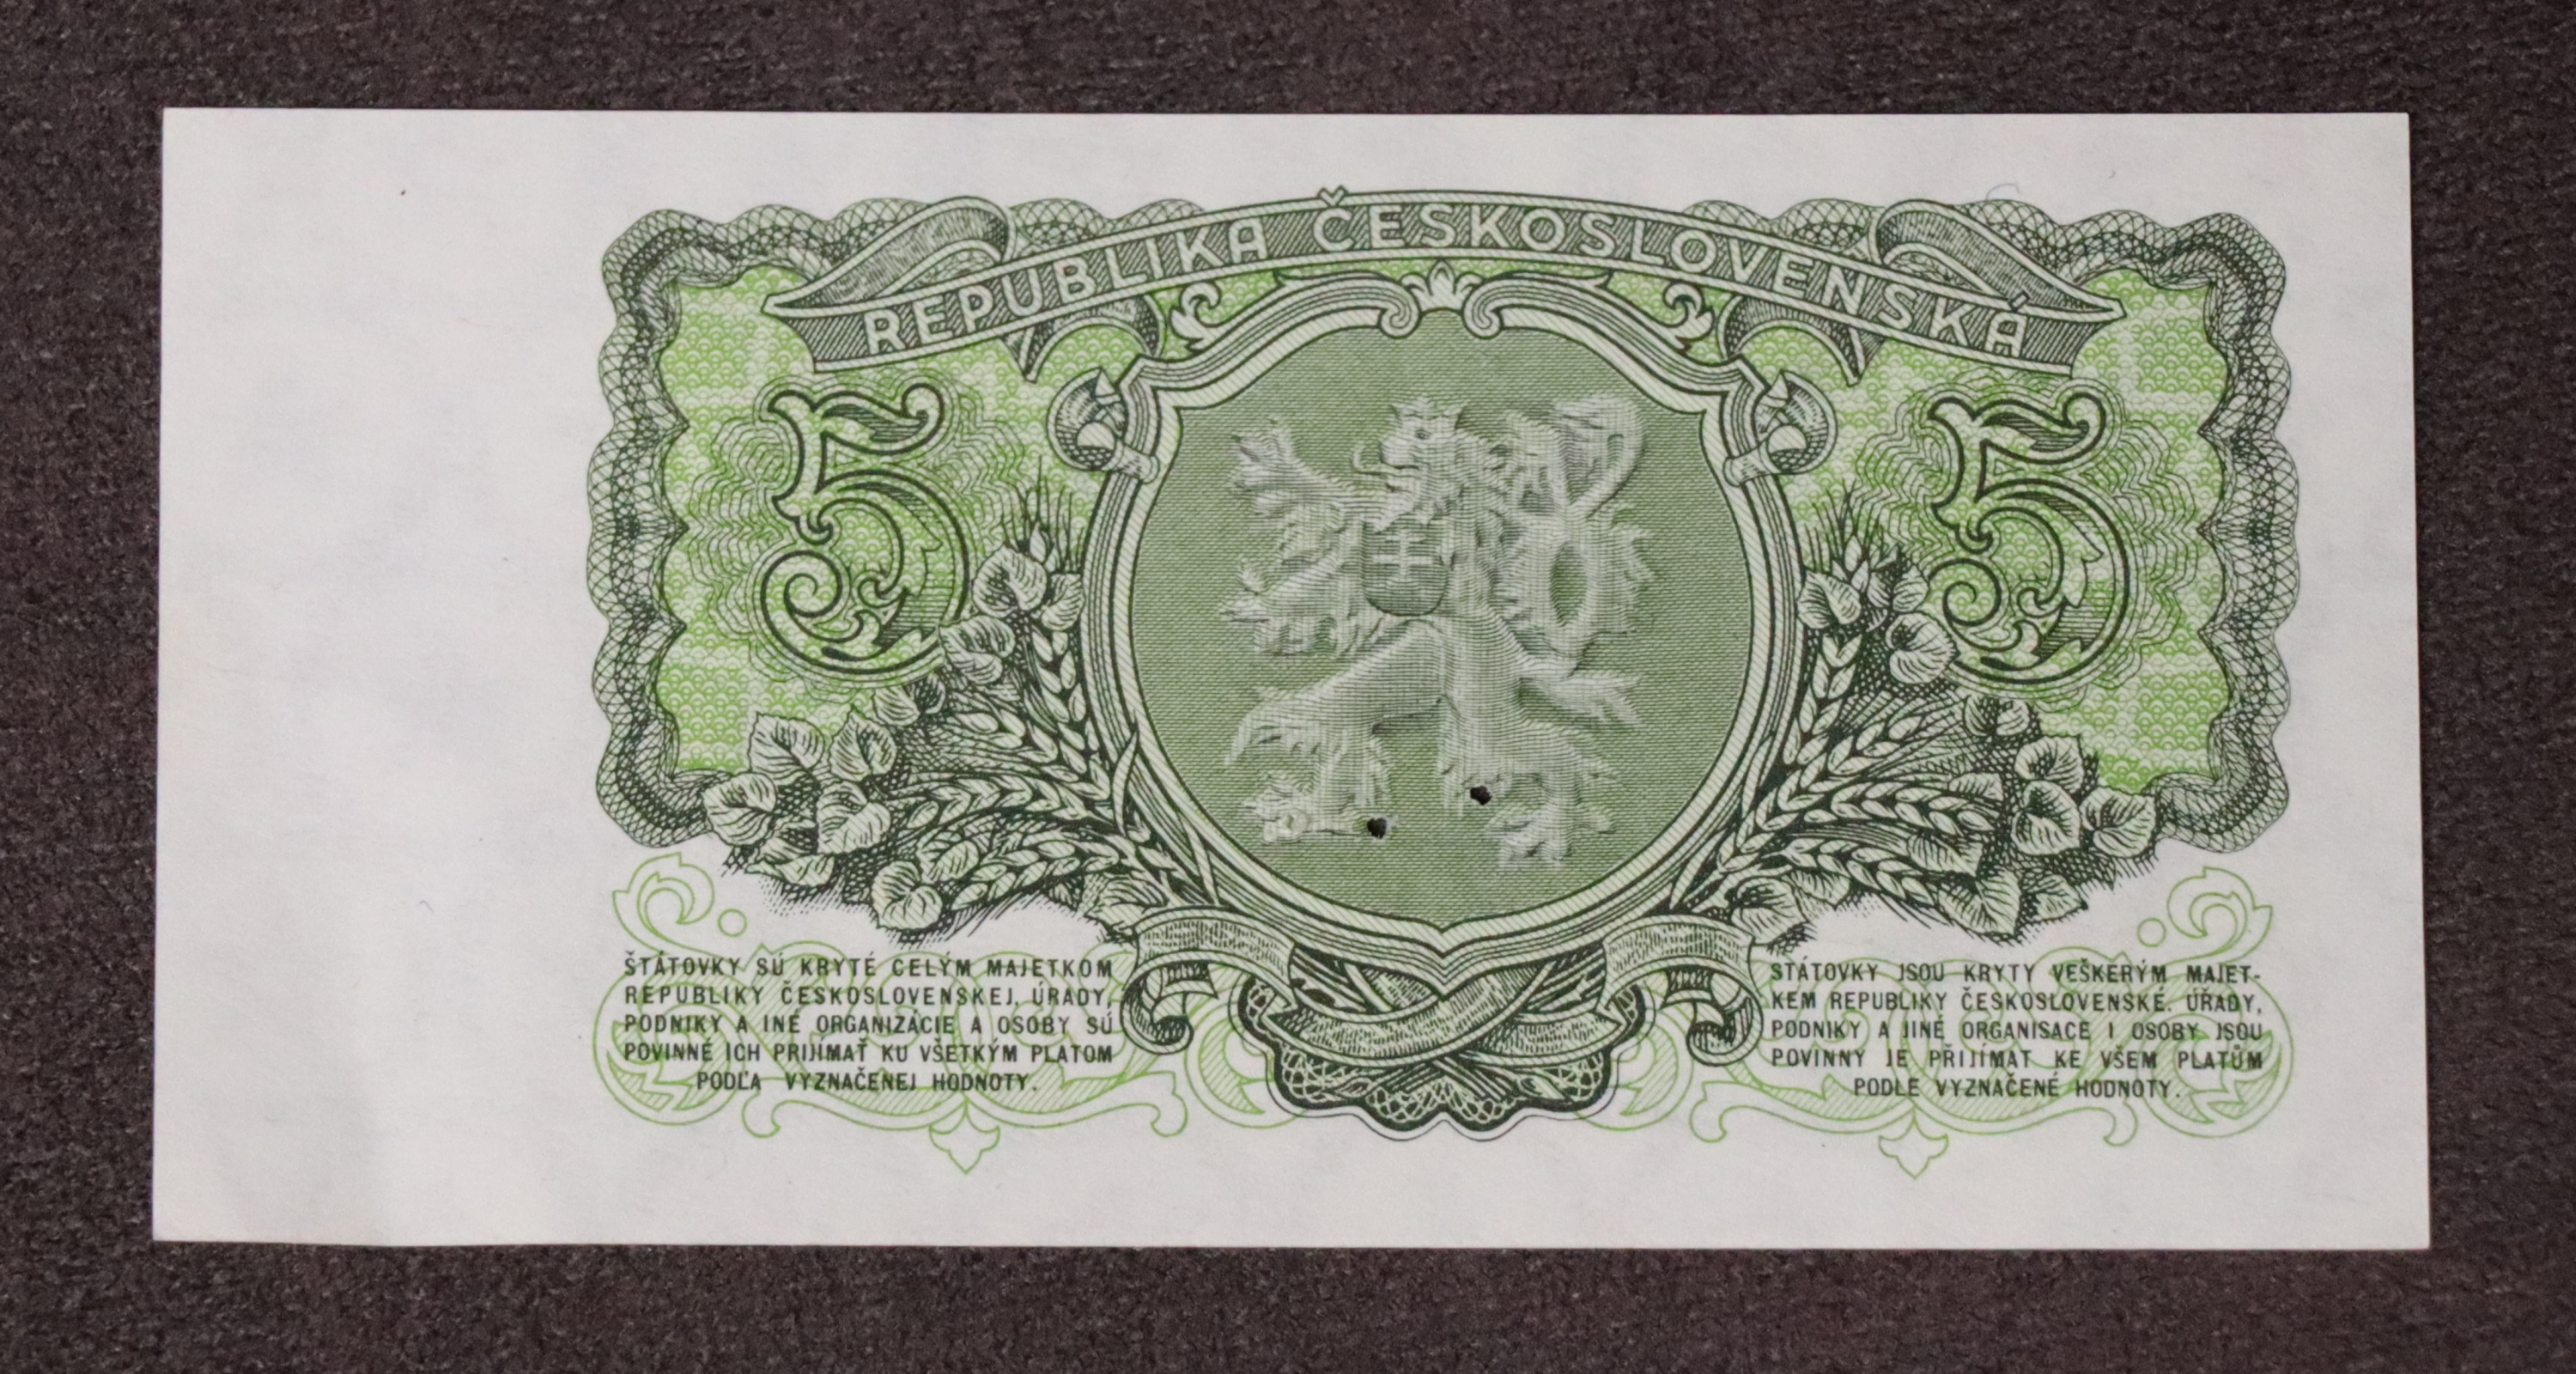 REPUBLIKA ČESKOSLOVENSKÁ
5
5
ŠTÁTOVKY SÚ KRYTÉ CELÝM MAJETKOM
REPUBLIKY ČESKOSLOVENSKEJ. ÚRADY,
PODNIKY A INÉ ORGANIZÁCIE A OSOBY SÚ
POVINNÉ ICH PRIJÍMAŤ KU VŠETKÝM PLATOM
PODĽA VYZNAČENEJ HODNOTY.
STÁTOVKY JSOU KRYTY VEŠKERÝM MAJET-
KEM REPUBLIKY ČESKOSLOVENSKÉ. ÚŘADY,
PODNIKY A JINÉ ORGANISACE I OSOBY JSOU
POVINNY JE PŘIJÍMAT KE VŠEM PLATŮM
PODLE VYZNAČENÉ HODNOTY.